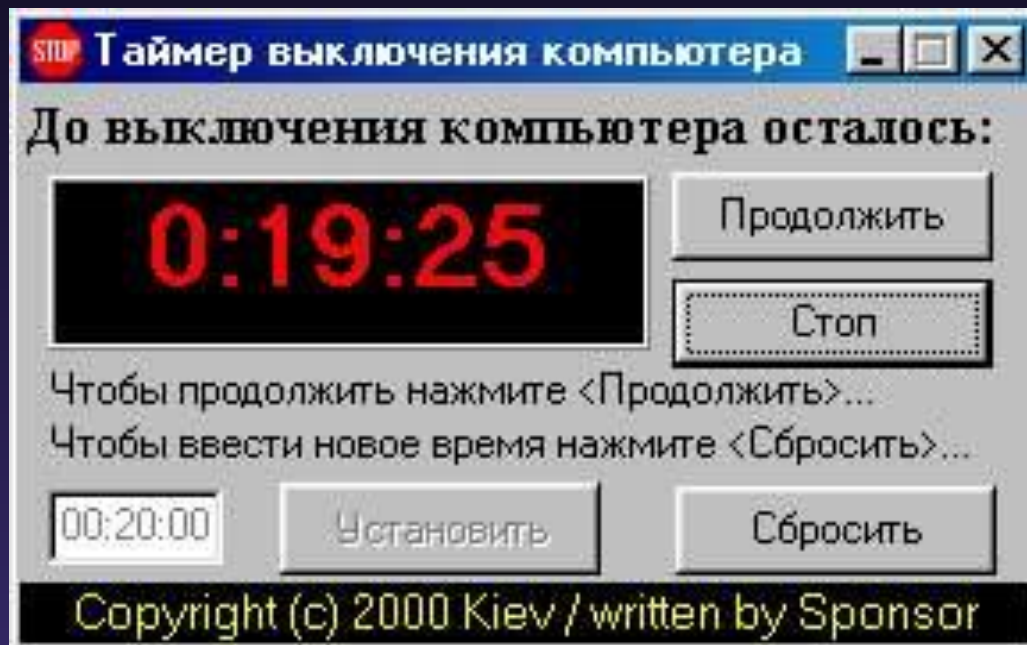 STOP Таймер выключения компьютера
До выключения компьютера осталось:
0:19:25
Продолжить
Стоп
Чтобы продолжить нажмите <Продолжить>...
Чтобы ввести новое время нажмите <Сбросить>...
00:20:00 Установить Сбросить
Copyright (c) 2000 Kiev / written by Sponsor